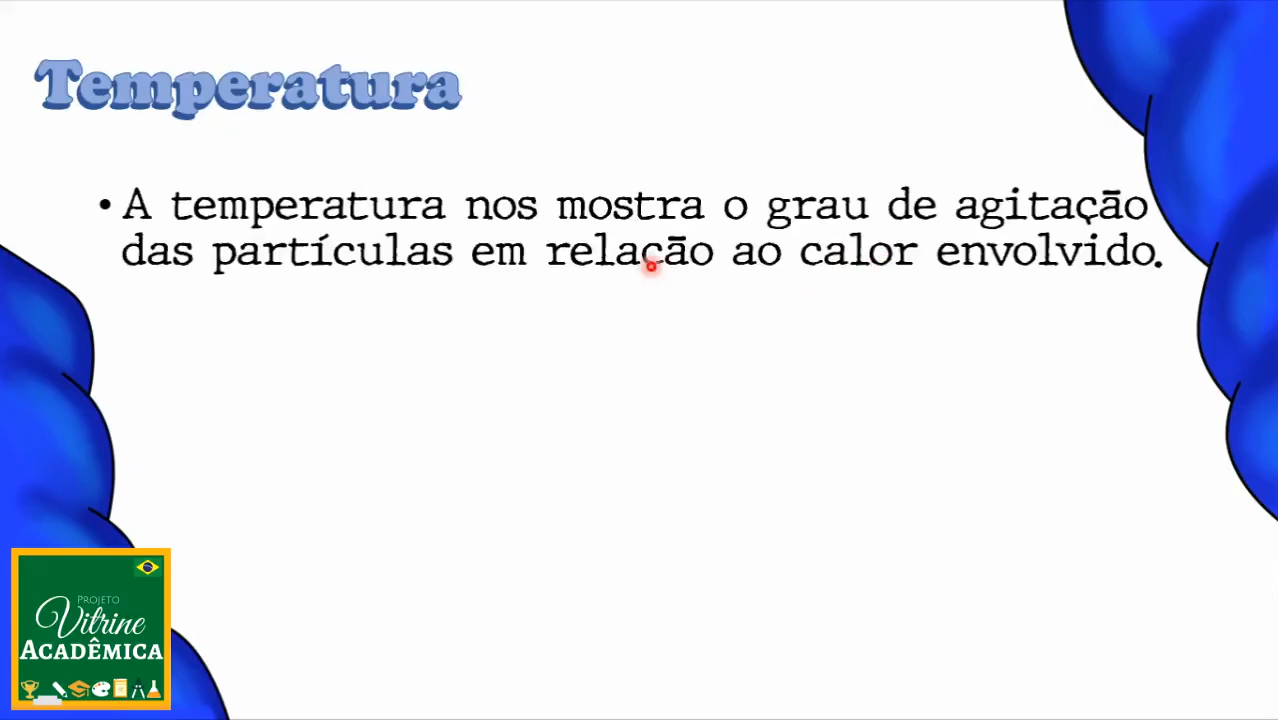 Temperatura
• A temperatura nos mostra o grau de agitação
das partículas em relação ao calor envolvido.
PROJETO
Vitrine
ACADÊMICA